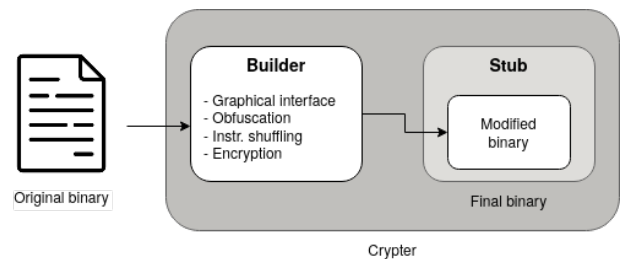 Original binary
Builder
- Graphical interface
- Obfuscation
- Instr. shuffling
- Encryption
Stub
Modified
binary
Final binary
Crypter